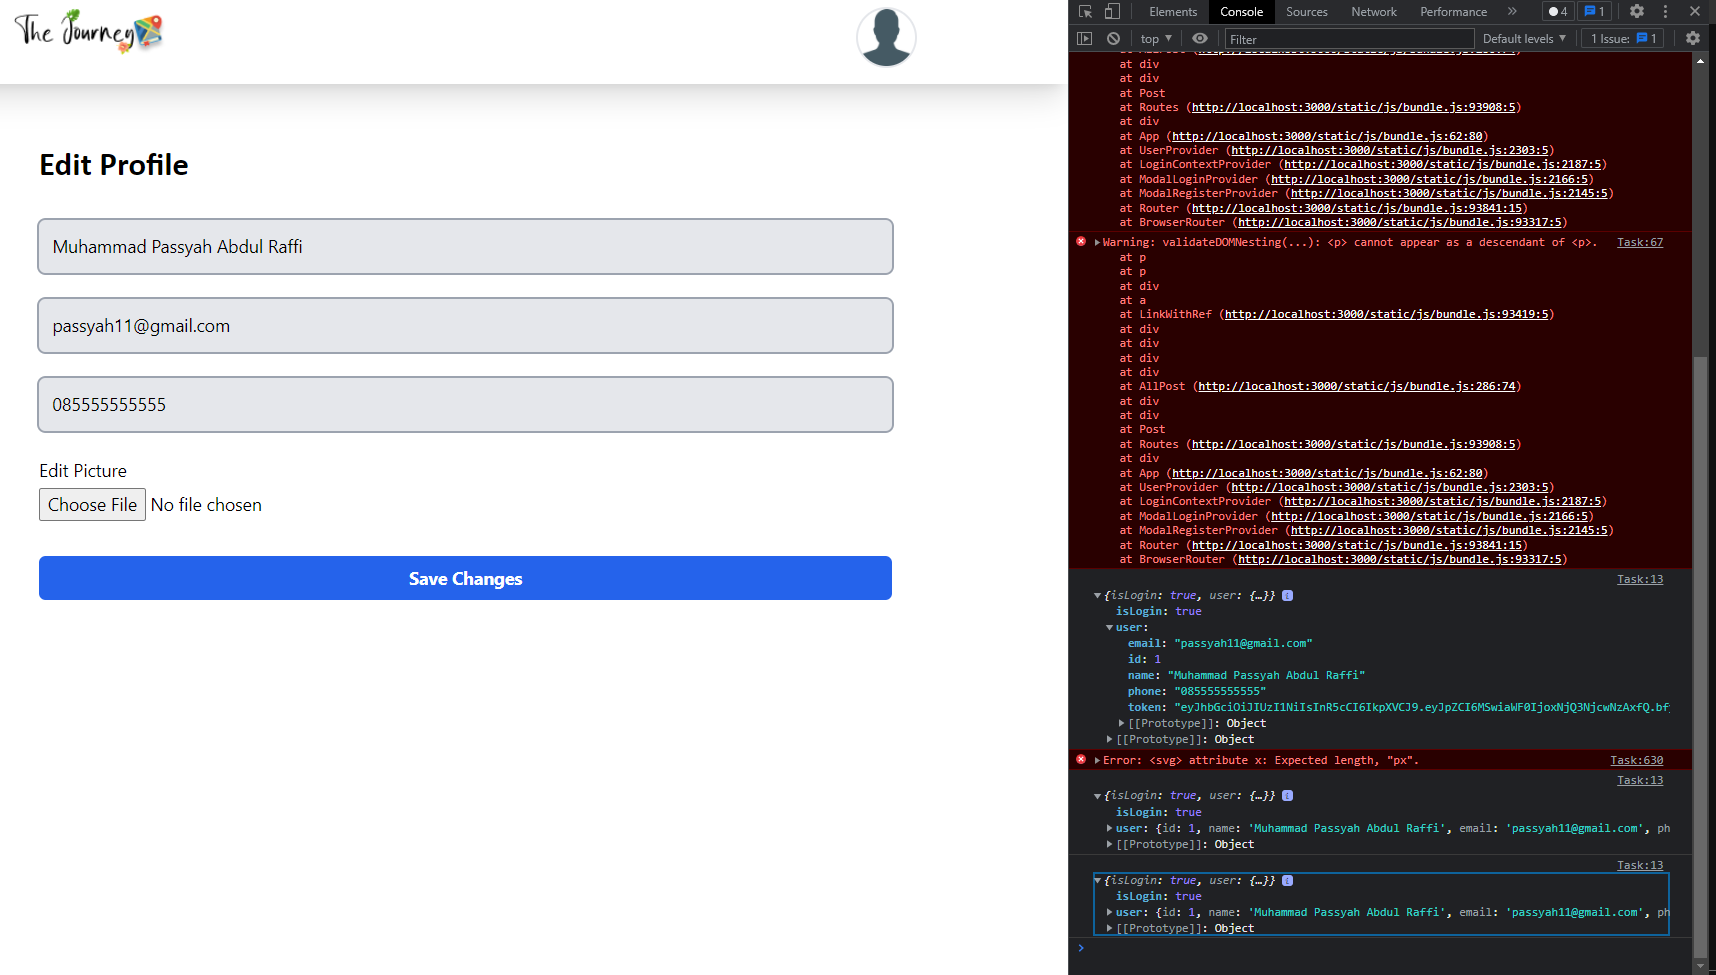 The Journey
Edit Profile
Muhammad Passyah Abdul Raffi
passyah11@gmail.com
085555555555
Edit Picture
Choose File No file chosen
Save Changes
Elements Console Sources Network Performance » 4 1
top ▼ Filter Default levels ▼ 1 Issue: 1
at div
at div
at Post
at Routes (http://localhost:3000/static/js/bundle.js:93908:5)
at div
at App (http://localhost:3000/static/js/bundle.js:62:80)
at UserProvider (http://localhost:3000/static/js/bundle.js:2303:5)
at LoginContextProvider (http://localhost:3000/static/js/bundle.js:2187:5)
at ModalLoginProvider (http://localhost:3000/static/js/bundle.js:2166:5)
at ModalRegisterProvider (http://localhost:3000/static/js/bundle.js:2145:5)
at Router (http://localhost:3000/static/js/bundle.js:93841:15)
at BrowserRouter (http://localhost:3000/static/js/bundle.js:93317:5)
Warning: validateDOMNesting(...): <p> cannot appear as a descendant of <p>. Task:67
at p
at p
at div
at a
at LinkWithRef (http://localhost:3000/static/js/bundle.js:93419:5)
at div
at div
at div
at div
at AllPost (http://localhost:3000/static/js/bundle.js:286:74)
at div
at div
at Post
at Routes (http://localhost:3000/static/js/bundle.js:93908:5)
at div
at App (http://localhost:3000/static/js/bundle.js:62:80)
at UserProvider (http://localhost:3000/static/js/bundle.js:2303:5)
at LoginContextProvider (http://localhost:3000/static/js/bundle.js:2187:5)
at ModalLoginProvider (http://localhost:3000/static/js/bundle.js:2166:5)
at ModalRegisterProvider (http://localhost:3000/static/js/bundle.js:2145:5)
at Router (http://localhost:3000/static/js/bundle.js:93841:15)
at BrowserRouter (http://localhost:3000/static/js/bundle.js:93317:5)
Task:13
{isLogin: true, user: {…}}
isLogin: true
user:
email: "passyah11@gmail.com"
id: 1
name: "Muhammad Passyah Abdul Raffi"
phone: "085555555555"
token: "eyJhbGciOiJIUzI1NiIsInR5cCI6IkpXVCJ9.eyJpZCI6MSwiaWF0IjoxNjQ3NjcwNzAxfQ.bf
[[Prototype]]: Object
[[Prototype]]: Object
Error: <svg> attribute x: Expected length, "px". Task:630
Task:13
{isLogin: true, user: {…}}
isLogin: true
user: {id: 1, name: 'Muhammad Passyah Abdul Raffi', email: 'passyah11@gmail.com', ph
[[Prototype]]: Object
Task:13
{isLogin: true, user: {…}}
isLogin: true
user: {id: 1, name: 'Muhammad Passyah Abdul Raffi', email: 'passyah11@gmail.com', ph
[[Prototype]]: Object